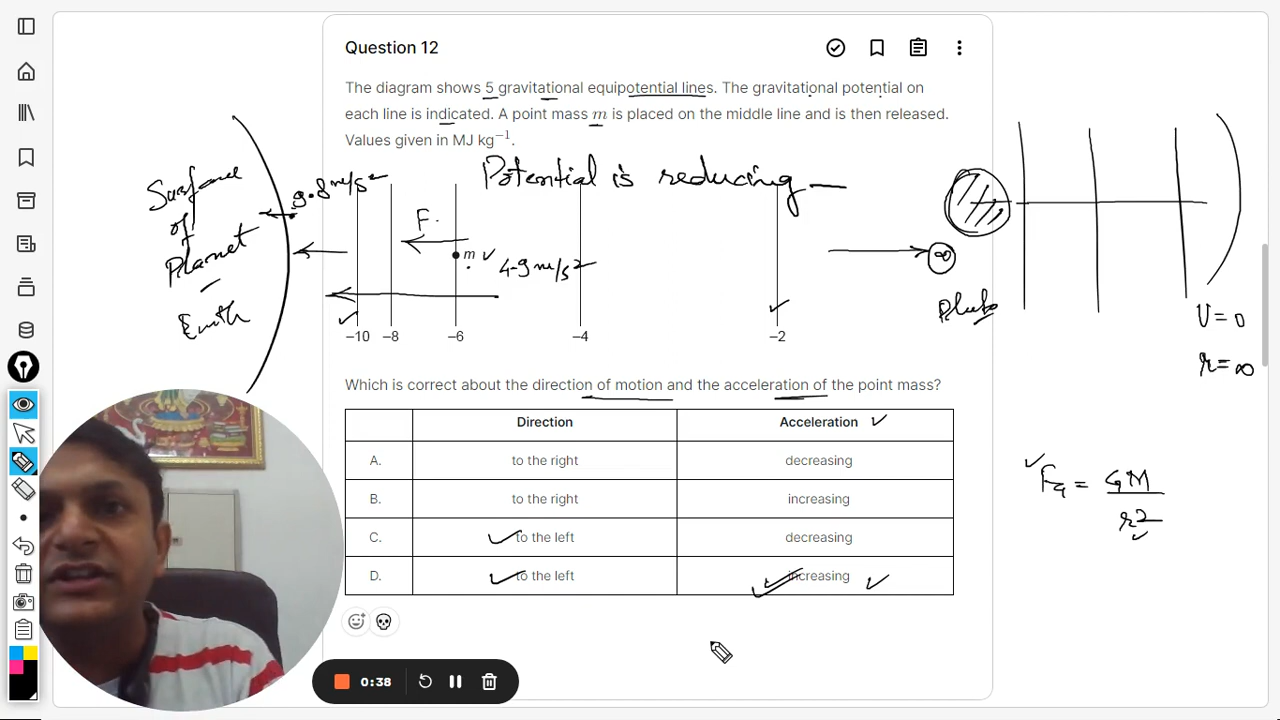 Question 12
The diagram shows 5 gravitational equipotential lines. The gravitational potential on
each line is indicated. A point mass m is placed on the middle line and is then released.
Values given in MJ kg⁻¹.
Potential is reducing
Surface
of
Planet
Earth
9.8 m/s²
F.
m
4.9 m/s²
∞
Pluto
V = 0
r = ∞
−10 −8 −6 −4 −2
Which is correct about the direction of motion and the acceleration of the point mass?
Direction Acceleration
A. to the right decreasing
B. to the right increasing
C. to the left decreasing
D. to the left increasing
= GM
r²
0:38